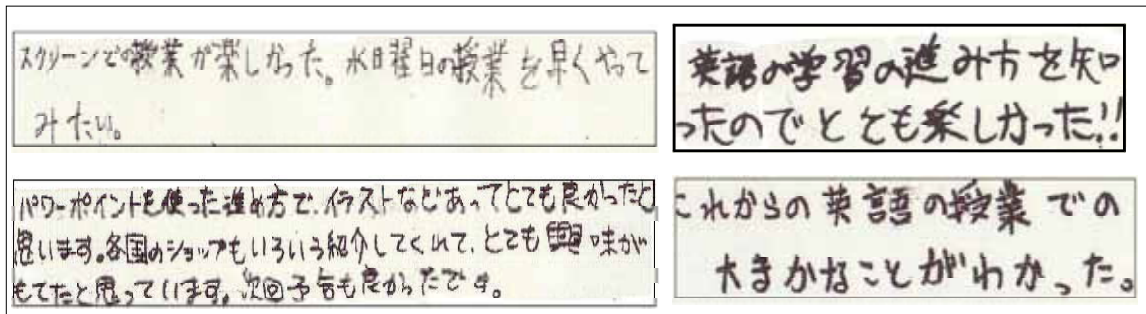 スクリーンでの授業が楽しかった。水曜日の授業を早くやって
みたい。
英語の学習の進み方を知
ったのでとても楽しかった!!
パワーポイントを使った進め方で、イラストなどあってとても良かったと
思います。各国のショップもいろいろ紹介してくれて、とても興味が
もてたと思っています。次回予告も良かったです。
これからの英語の授業での
大まかなことがわかった。